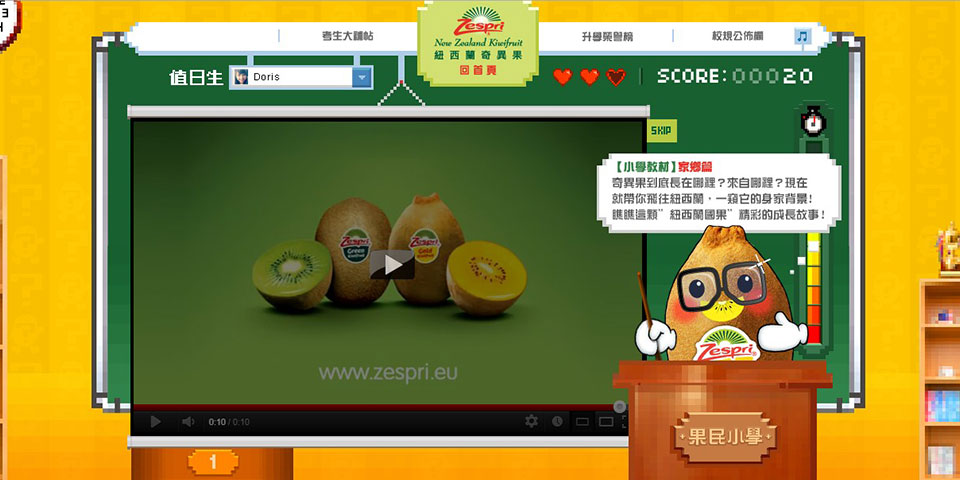 考生大補帖
Zespri
New Zealand Kiwifruit
紐西蘭奇異果
回首頁
升學榮譽榜
校規公佈欄
值日生
Doris
SCORE:00020
SKIP
【小學教材】家鄉篇
奇異果到底長在哪裡?來自哪裡?現在
就帶你飛往紐西蘭,一窺它的身家背景!
瞧瞧這顆”紐西蘭國果”精彩的成長故事!
Zespri
Green
Zespri
Gold
www.zespri.eu
Zespri
0:10 / 0:10
果民小學
1